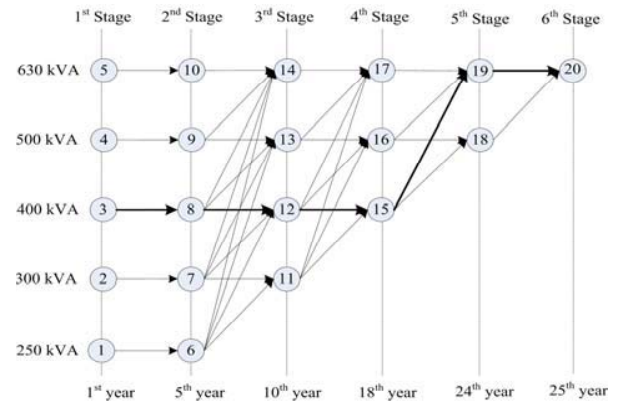 1st Stage 2nd Stage 3rd Stage 4th Stage 5th Stage 6th Stage
630 kVA 5 10 14 17 19 20
500 kVA 4 9 13 16 18
400 kVA 3 8 12 15
300 kVA 2 7 11
250 kVA 1 6
1st year 5th year 10th year 18th year 24th year 25th year